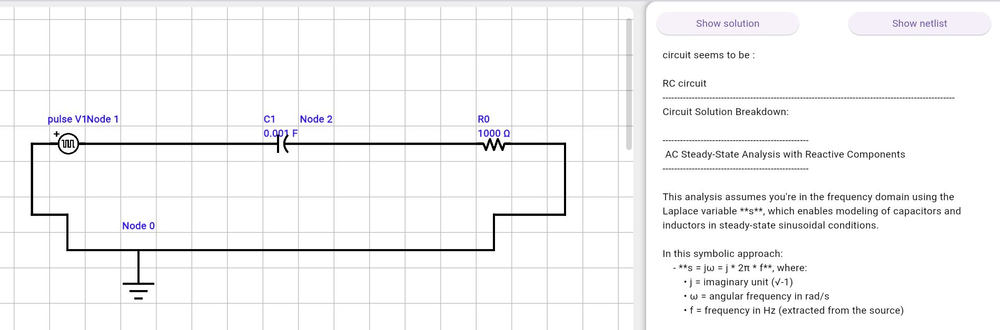 Show solution
Show netlist
circuit seems to be :
RC circuit
----------------------------------------------------------------------------------------------------
Circuit Solution Breakdown:
--------------------------------------------------
AC Steady-State Analysis with Reactive Components
--------------------------------------------------
This analysis assumes you're in the frequency domain using the
Laplace variable **s**, which enables modeling of capacitors and
inductors in steady-state sinusoidal conditions.
In this symbolic approach:
- **s = jω = j * 2π * f**, where:
• j = imaginary unit (√-1)
• ω = angular frequency in rad/s
• f = frequency in Hz (extracted from the source)
pulse V1
Node 1
C1
0.001 F
Node 2
R0
1000 Ω
+
Node 0